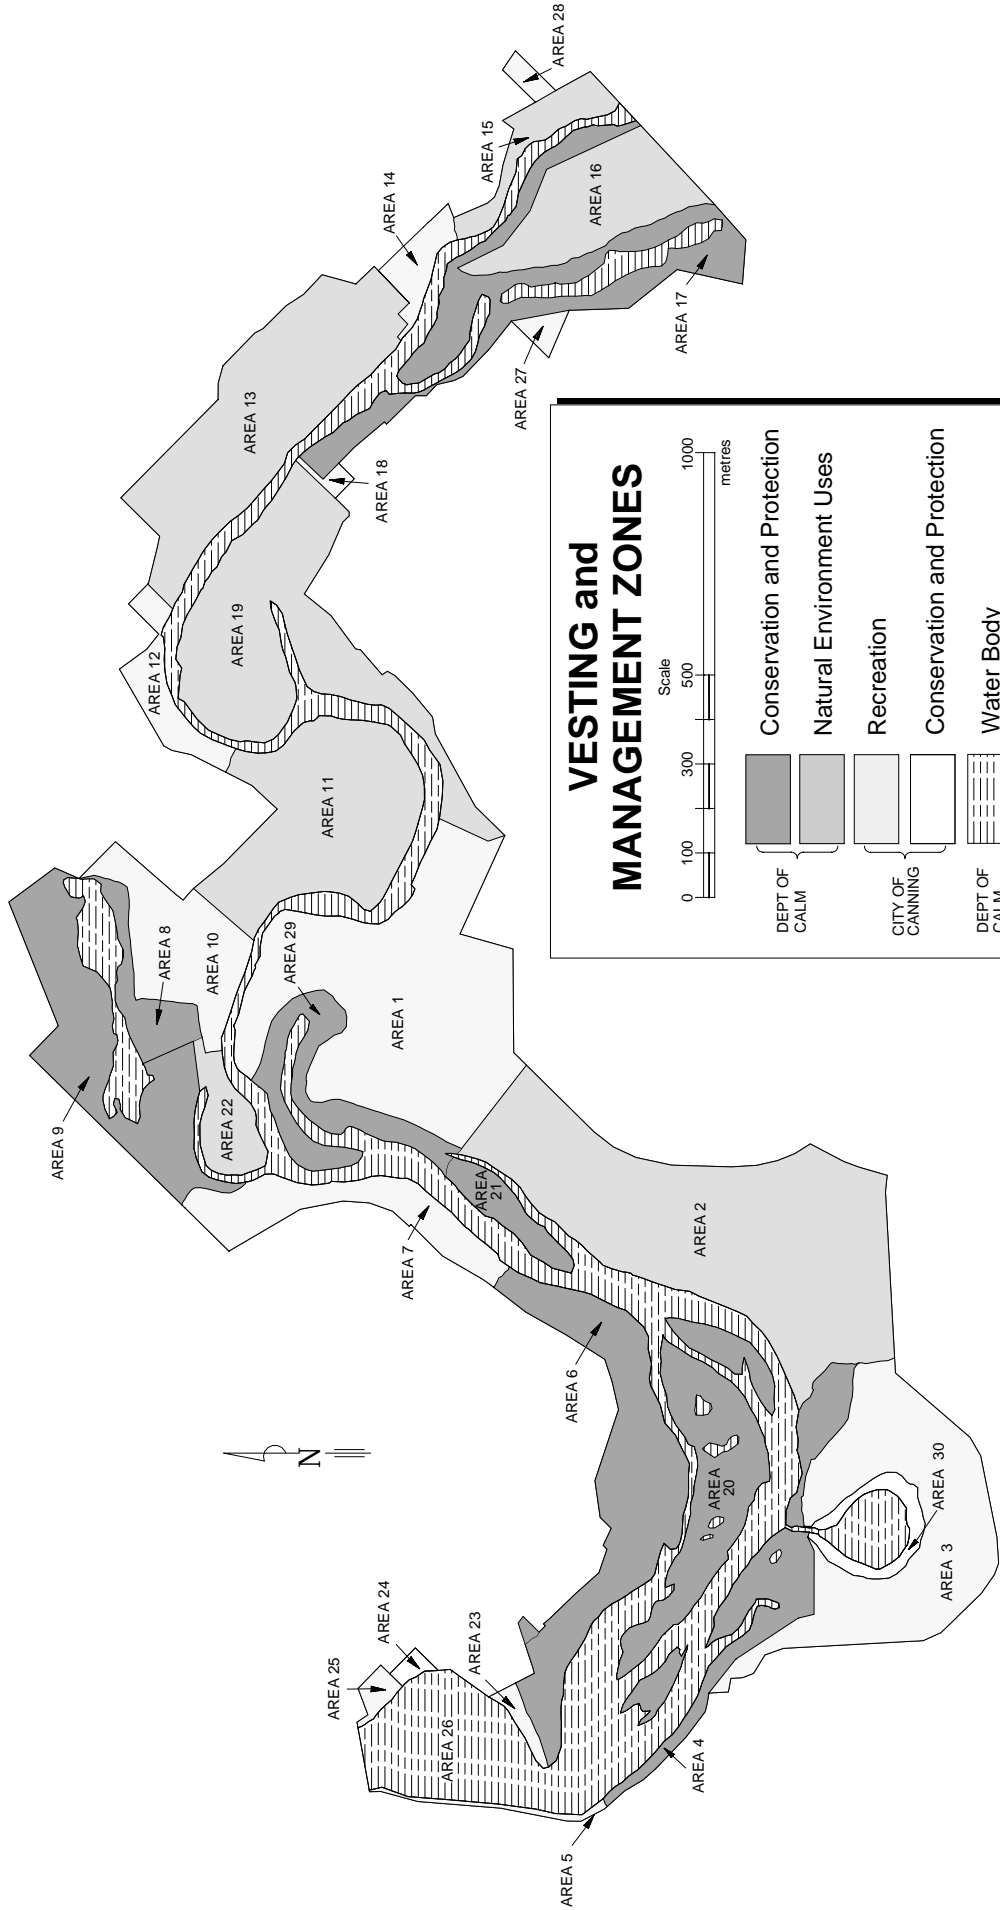 AREA 28
AREA 15
AREA 14
AREA 16
AREA 17
AREA 27
AREA 13
AREA 18
AREA 19
AREA 12
AREA 11
AREA 8
AREA 10
AREA 29
AREA 1
AREA 9
AREA 22
AREA
21
AREA 7
AREA 2
AREA 6
N
AREA
20
AREA 30
AREA 3
AREA 24
AREA 23
AREA 25
AREA 26
AREA 4
AREA 5
VESTING and
MANAGEMENT ZONES
Scale
0 100 300 500 1000
metres
DEPT OF
CALM
Conservation and Protection
Natural Environment Uses
CITY OF
CANNING
Recreation
Conservation and Protection
DEPT OF
CALM
Water Body